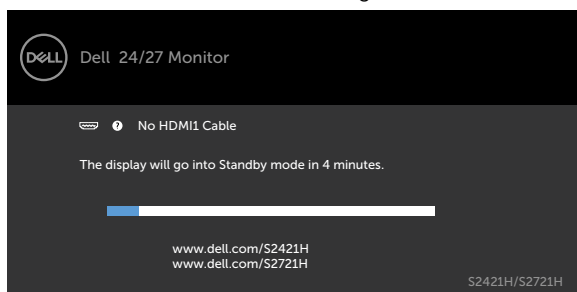 DELL
Dell 24/27 Monitor
? No HDMI1 Cable
The display will go into Standby mode in 4 minutes.
www.dell.com/S2421H
www.dell.com/S2721H
S2421H/S2721H